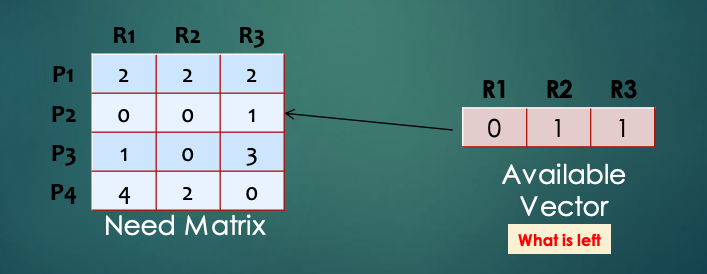 R1 R2 R3
P1 2 2 2
P2 0 0 1
P3 1 0 3
P4 4 2 0
Need Matrix
R1 R2 R3
0 1 1
Available
Vector
What is left